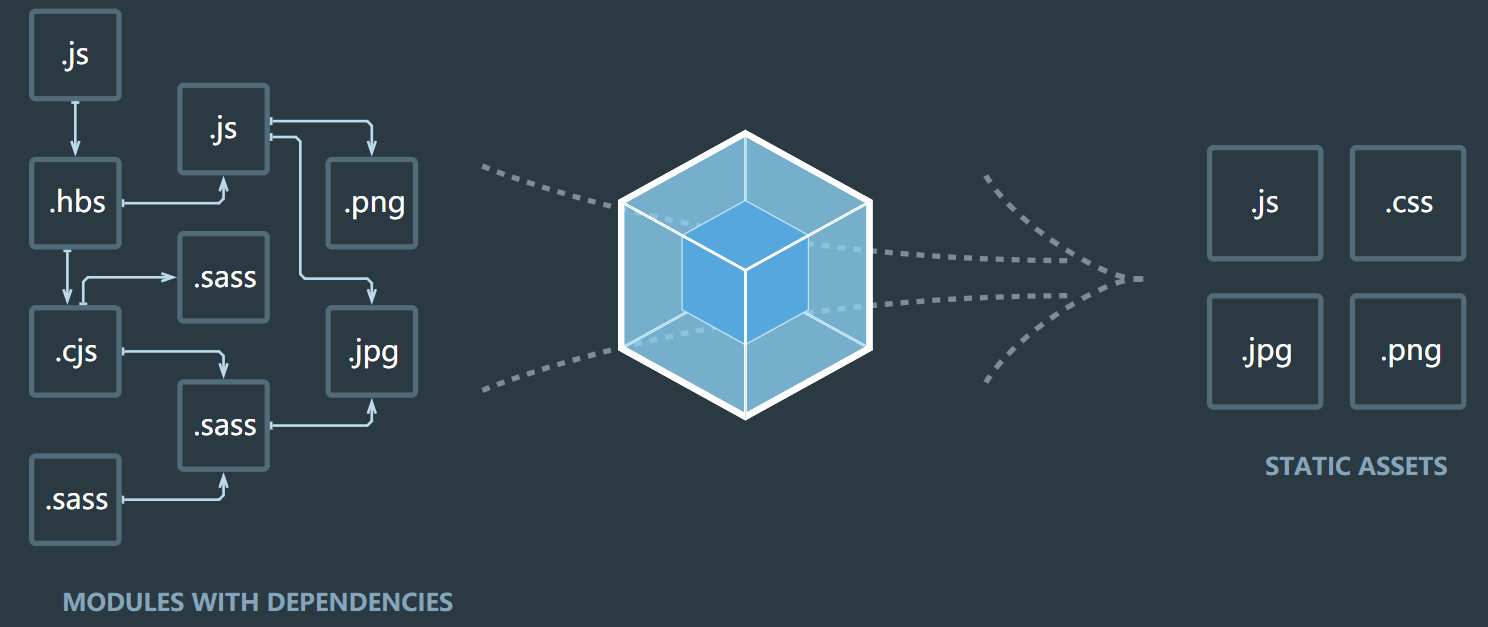 .js
.js
.hbs
.png
.sass
.cjs
.jpg
.sass
.sass
MODULES WITH DEPENDENCIES
.js
.css
.jpg
.png
STATIC ASSETS